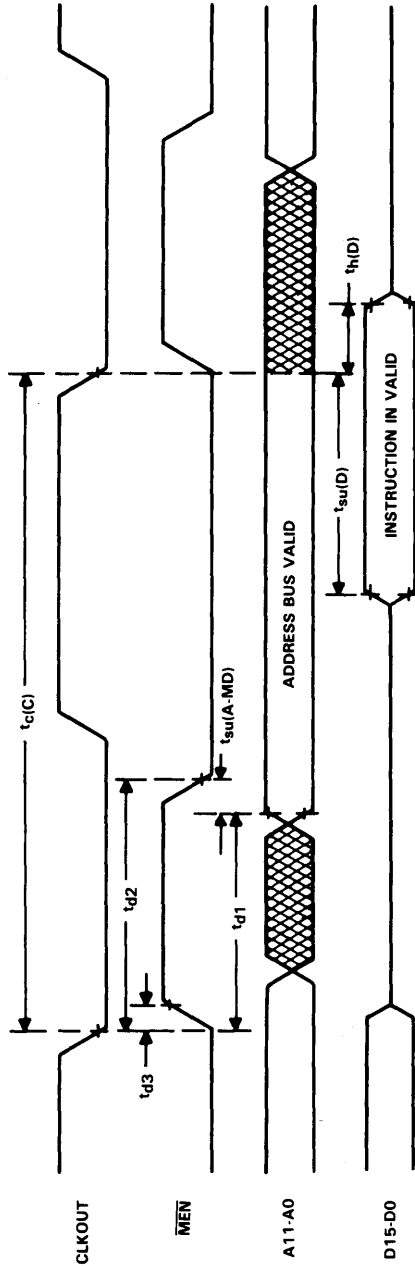 CLKOUT
MEN
A11-A0
D15-D0
tc(C)
td3
td2
tsu(A-MD)
td1
ADDRESS BUS VALID
tsu(D)
th(D)
INSTRUCTION IN VALID